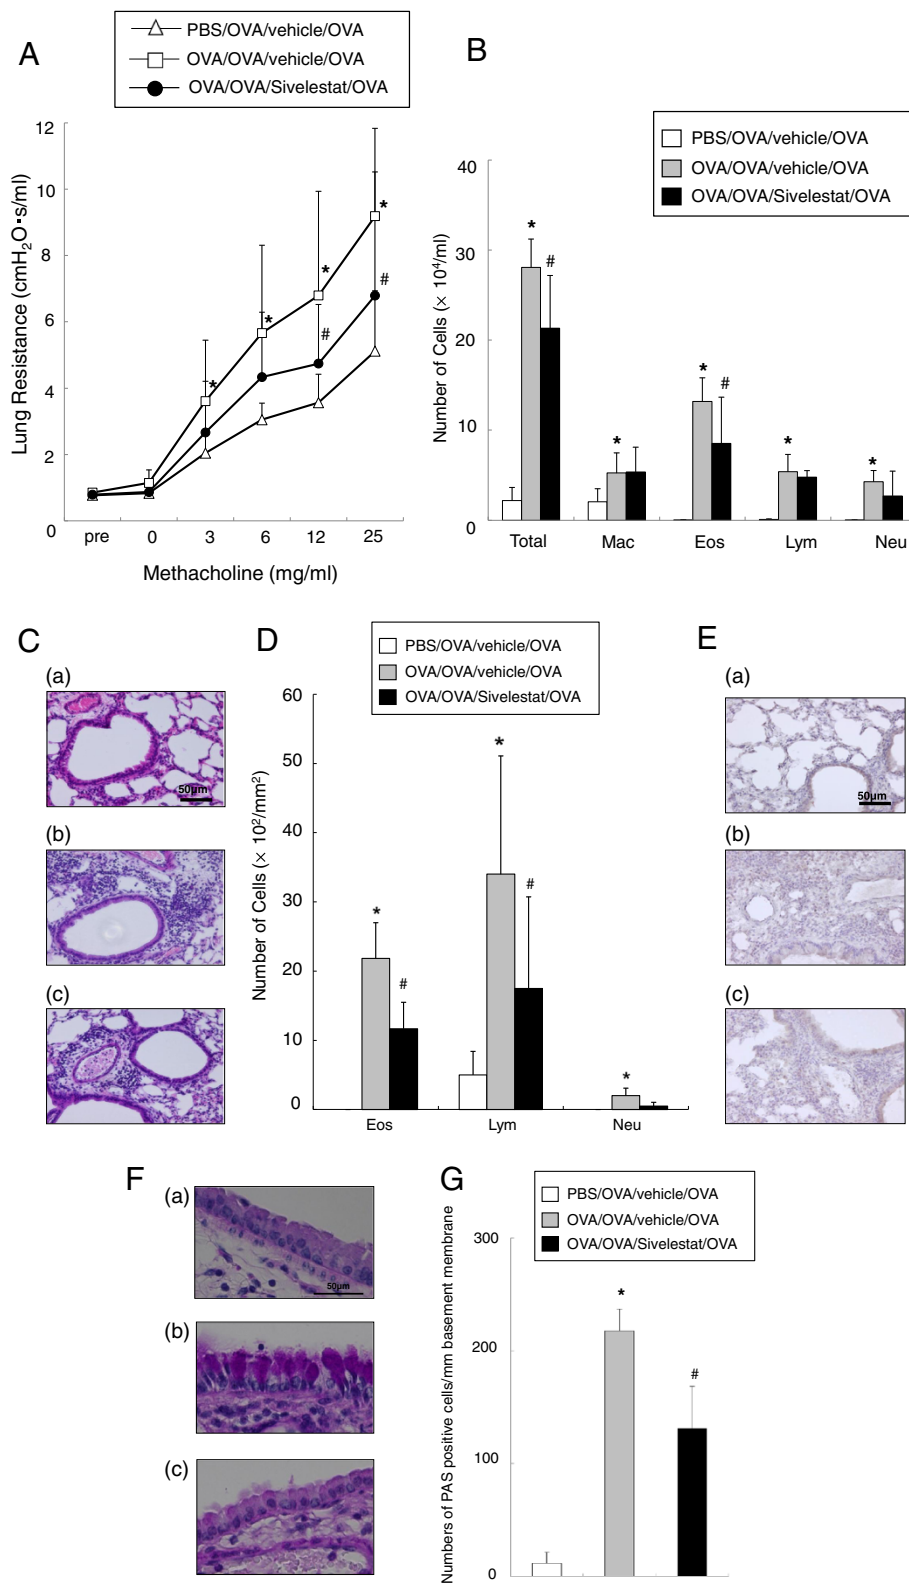 A
PBS/OVA/vehicle/OVA
OVA/OVA/vehicle/OVA
OVA/OVA/Sivelestat/OVA
Lung Resistance (cmH₂O•s/ml)
12
10
8
6
4
2
0
*
*
*
*
#
#
pre 0 3 6 12 25
Methacholine (mg/ml)
B
PBS/OVA/vehicle/OVA
OVA/OVA/vehicle/OVA
OVA/OVA/Sivelestat/OVA
Number of Cells (× 10⁴/ml)
40
30
20
10
0
* #
*
* #
*
*
Total Mac Eos Lym Neu
C
(a)
50μm
(b)
(c)
D
PBS/OVA/vehicle/OVA
OVA/OVA/vehicle/OVA
OVA/OVA/Sivelestat/OVA
Number of Cells (× 10²/mm²)
60
50
40
30
20
10
0
* #
* #
*
Eos Lym Neu
E
(a)
50μm
(b)
(c)
F
(a)
50μm
(b)
(c)
G
PBS/OVA/vehicle/OVA
OVA/OVA/vehicle/OVA
OVA/OVA/Sivelestat/OVA
Numbers of PAS positive cells/mm basement membrane
300
200
100
0
*
#